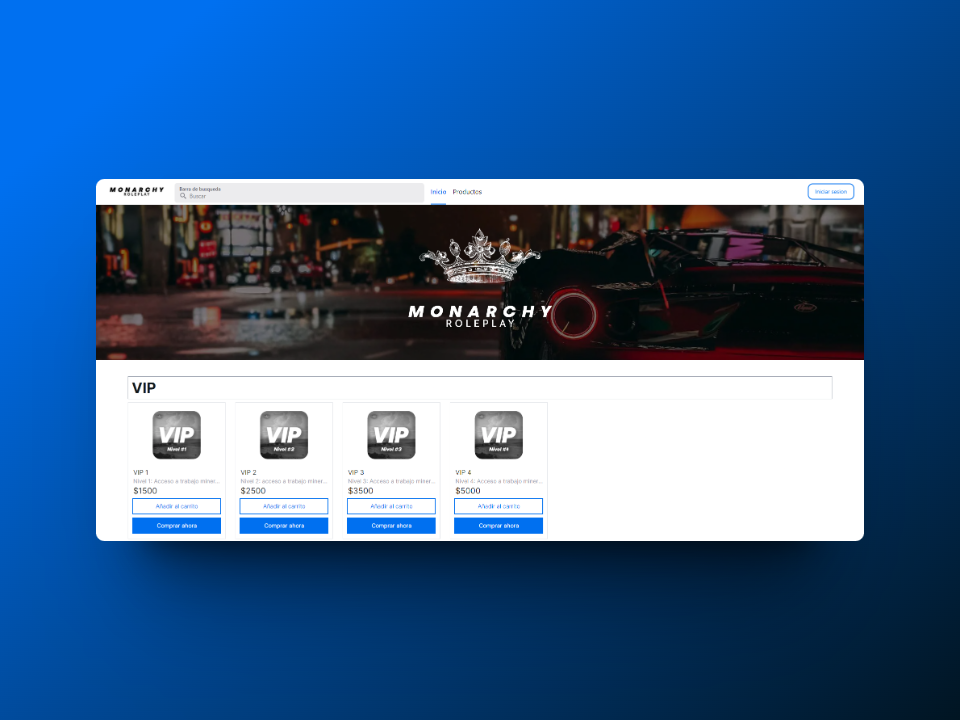 MONARCHY
ROLEPLAY
Barra de busqueda
Buscar
Inicio
Productos
Iniciar sesión
MONARCHY
ROLEPLAY
VIP
VIP
Nivel #1
VIP 1
Nivel 1: Acceso a trabajo miner...
$1500
Añadir al carrito
Comprar ahora
VIP
Nivel #2
VIP 2
Nivel 2: acceso a trabajo miner...
$2500
Añadir al carrito
Comprar ahora
VIP
Nivel #3
VIP 3
Nivel 3: Acceso a trabajo miner...
$3500
Añadir al carrito
Comprar ahora
VIP
Nivel #4
VIP 4
Nivel 4: Acceso a trabajo miner...
$5000
Añadir al carrito
Comprar ahora